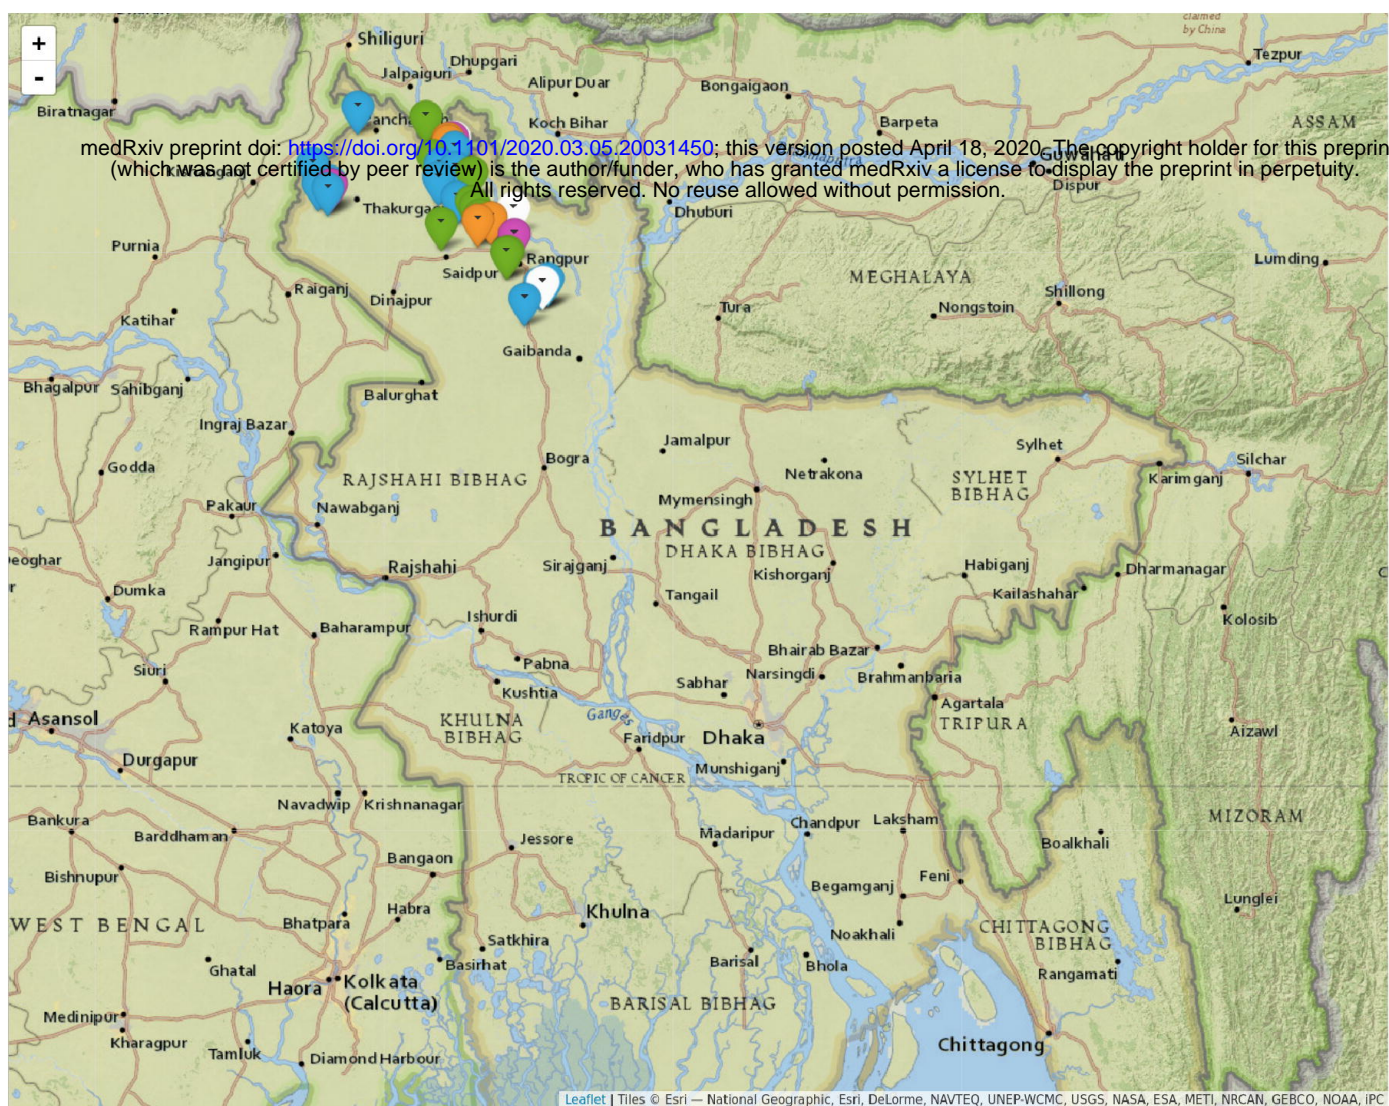 +
-
claimed
by China
Shiliguri
Dhupgari
Jalpaiguri
Alipur Duar
Bongaigaon
Tezpur
Biratnagar
Koch Bihar
Barpeta
ASSAM
medRxiv preprint doi: https://doi.org/10.1101/2020.03.05.20031450; this version posted April 18, 2020. The copyright holder for this preprin
(which was not certified by peer review) is the author/funder, who has granted medRxiv a license to display the preprint in perpetuity.
All rights reserved. No reuse allowed without permission.
Guwahati
Dispur
Dhuburi
Purnia
Saidpur
Rangpur
MEGHALAYA
Lumding
Raiganj
Dinajpur
Shillong
Katihar
Tura
Nongstoin
Gaibanda
Bhagalpur
Sahibganj
Balurghat
Ingraj Bazar
Jamalpur
Sylhet
Godda
Bogra
Netrakona
Silchar
RAJSHAHI BIBHAG
SYLHET
BIBHAG
Karimganj
Pakaur
Nawabganj
Mymensingh
BANGLADESH
DHAKA BIBHAG
Jangipur
Rajshahi
Sirajganj
Kishorganj
Habiganj
Dharmanagar
Dumka
Tangail
Kailashahar
Rampur Hat
Baharampur
Ishurdi
Kolosib
Siuri
Pabna
Bhairab Bazar
Kushtia
Sabhar
Narsingdi
Brahmanbaria
Agartala
Asansol
Katoya
KHULNA
BIBHAG
Ganges
Faridpur
Dhaka
TRIPURA
Aizawl
Durgapur
Munshiganj
TROPIC OF CANCER
Navadwip
Krishnanagar
Bankura
Barddhaman
Jessore
Madaripur
Chandpur
Laksham
MIZORAM
Bangaon
Boalkhali
Bishnupur
Begamganj
Feni
Habra
Lunglei
WEST BENGAL
Bhatpara
Khulna
Noakhali
CHITTAGONG
BIBHAG
Satkhira
Ghatal
Basirhat
Barisal
Bhola
Rangamati
Haora
Kolkata
(Calcutta)
BARISAL BIBHAG
Medinipur
Kharagpur
Tamluk
Diamond Harbour
Chittagong
Leaflet | Tiles © Esri — National Geographic, Esri, DeLorme, NAVTEQ, UNEP-WCMC, USGS, NASA, ESA, METI, NRCAN, GEBCO, NOAA, iPC